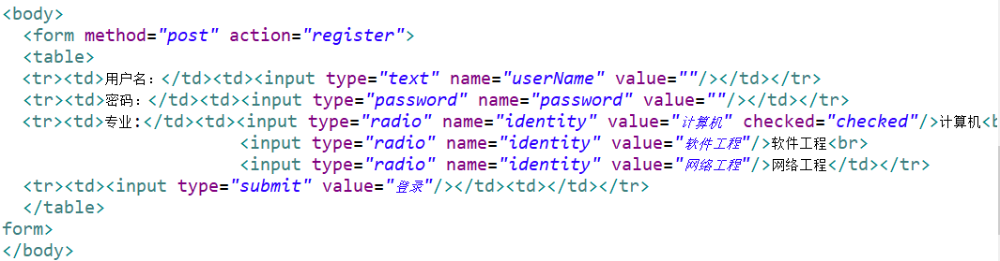 <body>
<form method="post" action="register">
<table>
<tr><td>用户名：</td><td><input type="text" name="userName" value=""/></td></tr>
<tr><td>密码：</td><td><input type="password" name="password" value=""/></td></tr>
<tr><td>专业:</td><td><input type="radio" name="identity" value="计算机" checked="checked"/>计算机<b
<input type="radio" name="identity" value="软件工程"/>软件工程<br>
<input type="radio" name="identity" value="网络工程"/>网络工程</td></tr>
<tr><td><input type="submit" value="登录"/></td><td></td></tr>
</table>
form>
</body>